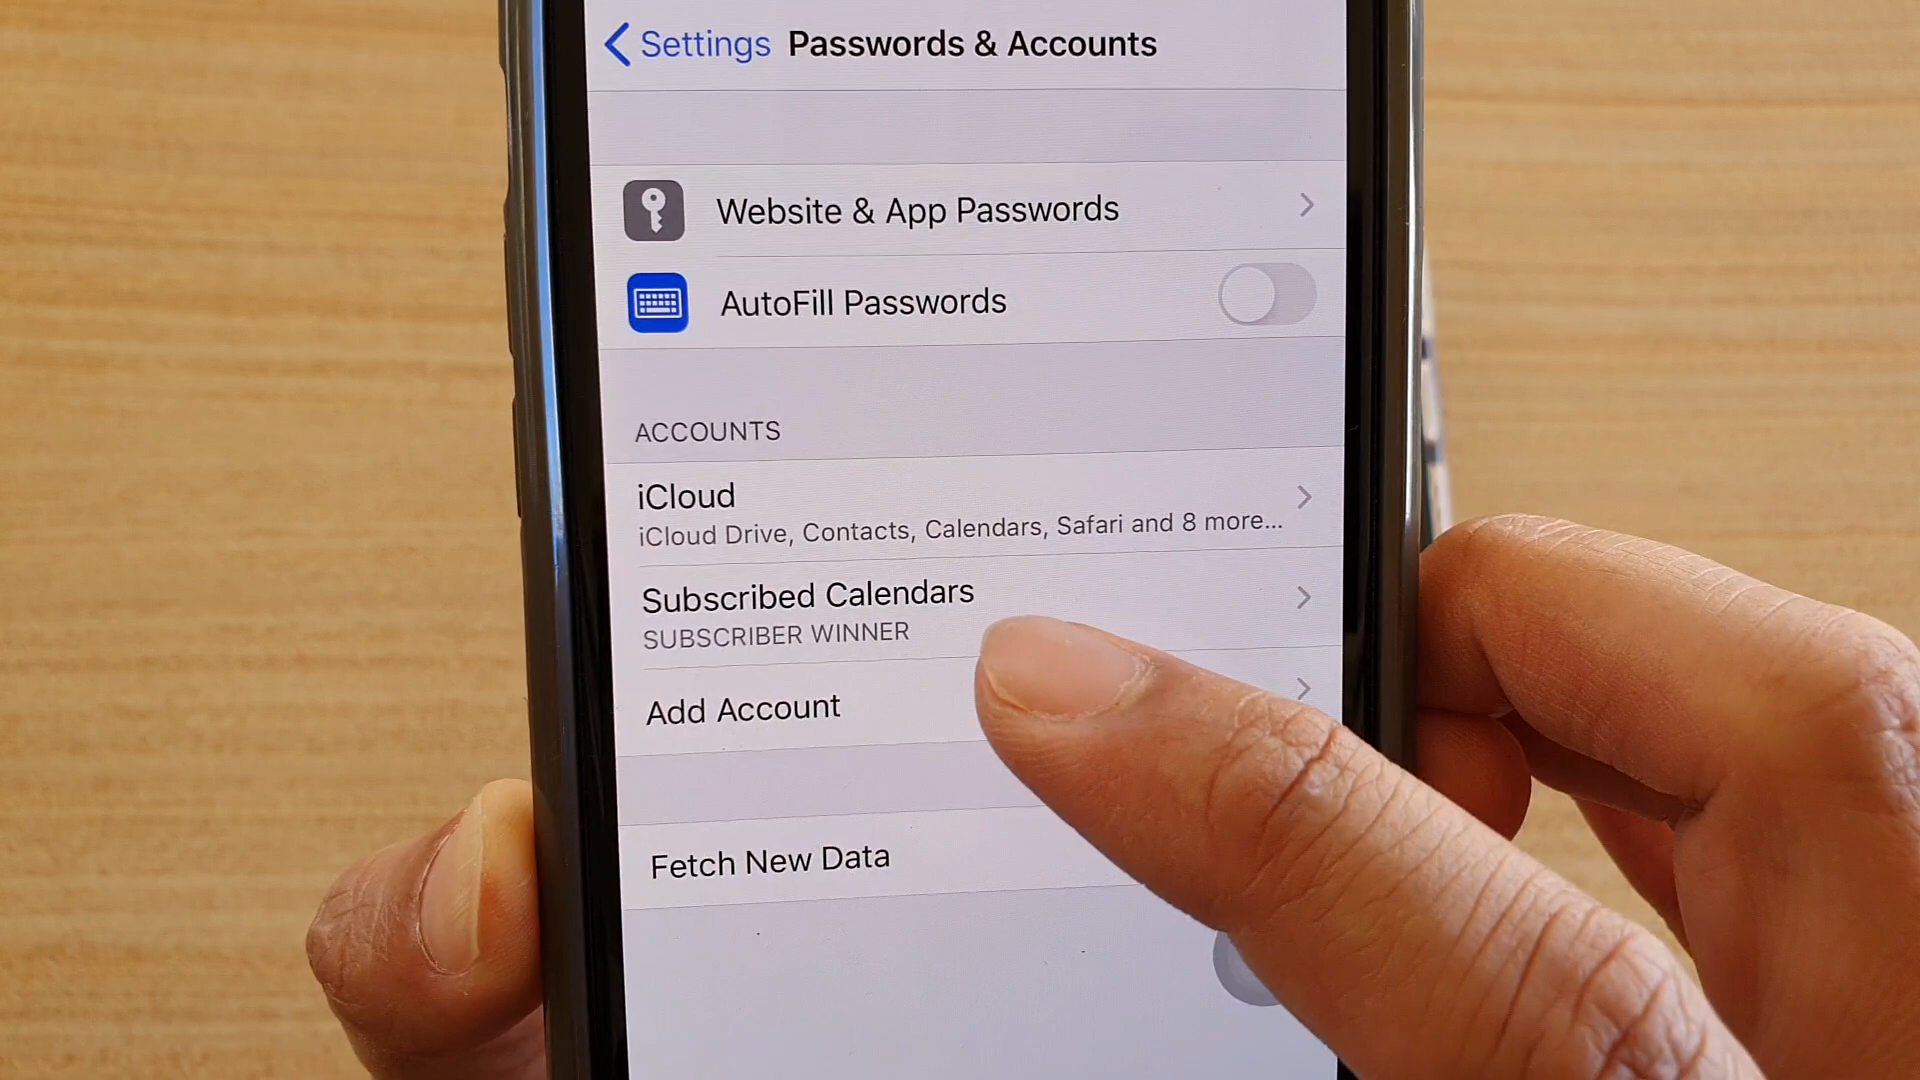 Settings Passwords & Accounts
Website & App Passwords
AutoFill Passwords
ACCOUNTS
iCloud
iCloud Drive, Contacts, Calendars, Safari and 8 more...
Subscribed Calendars
SUBSCRIBER WINNER
Add Account
Fetch New Data